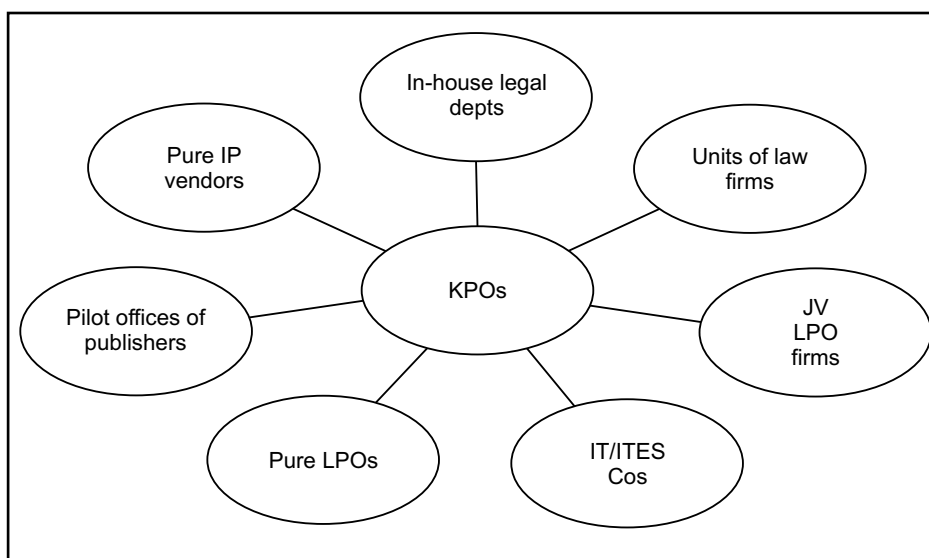 In-house legal
depts
Pure IP
vendors
Units of law
firms
KPOs
Pilot offices of
publishers
JV
LPO
firms
Pure LPOs
IT/ITES
Cos